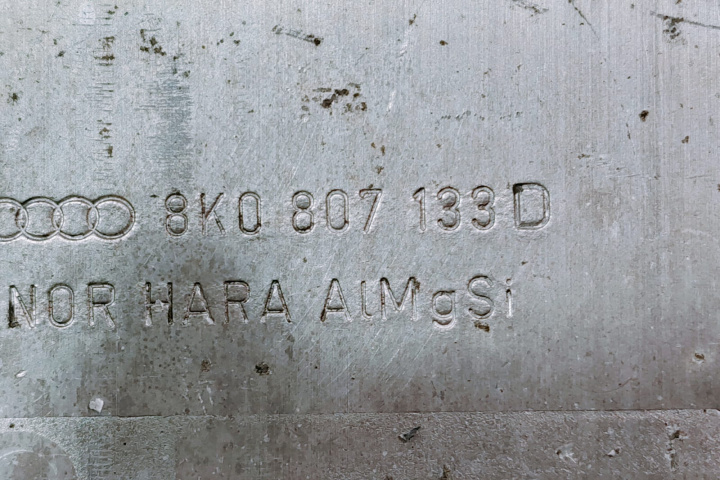 8K0 807 133 D
NOR HARA AlMgSi